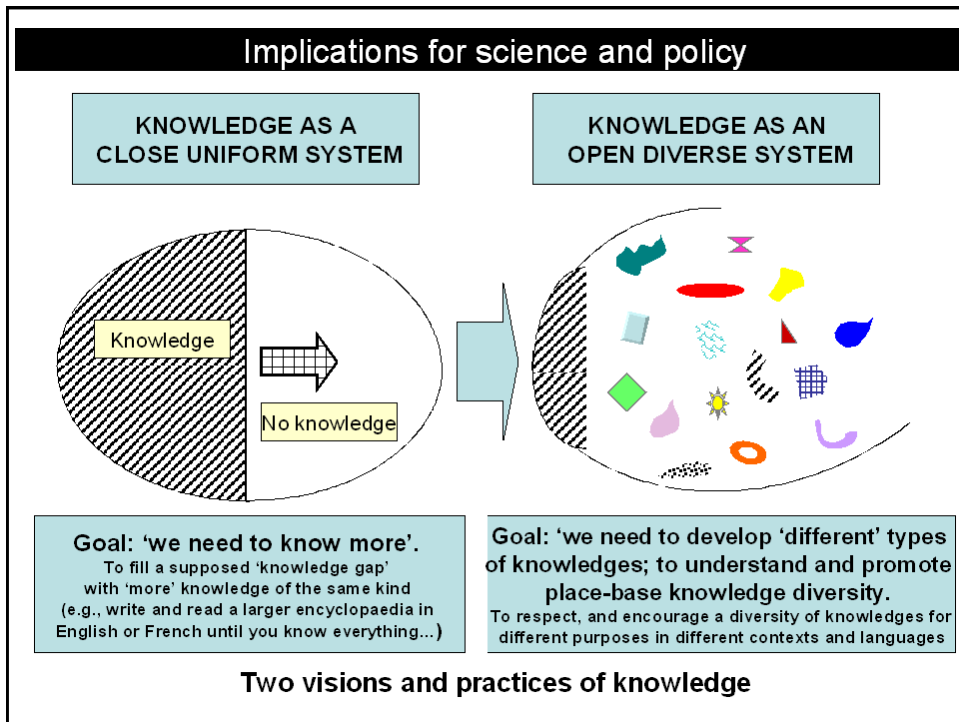 Implications for science and policy
KNOWLEDGE AS A
CLOSE UNIFORM SYSTEM
KNOWLEDGE AS AN
OPEN DIVERSE SYSTEM
Knowledge
No knowledge
Goal: ‘we need to know more’.
To fill a supposed ‘knowledge gap’
with ‘more’ knowledge of the same kind
(e.g., write and read a larger encyclopaedia in
English or French until you know everything...)
Goal: ‘we need to develop ‘different’ types
of knowledges; to understand and promote
place-base knowledge diversity.
To respect, and encourage a diversity of knowledges for
different purposes in different contexts and languages
Two visions and practices of knowledge